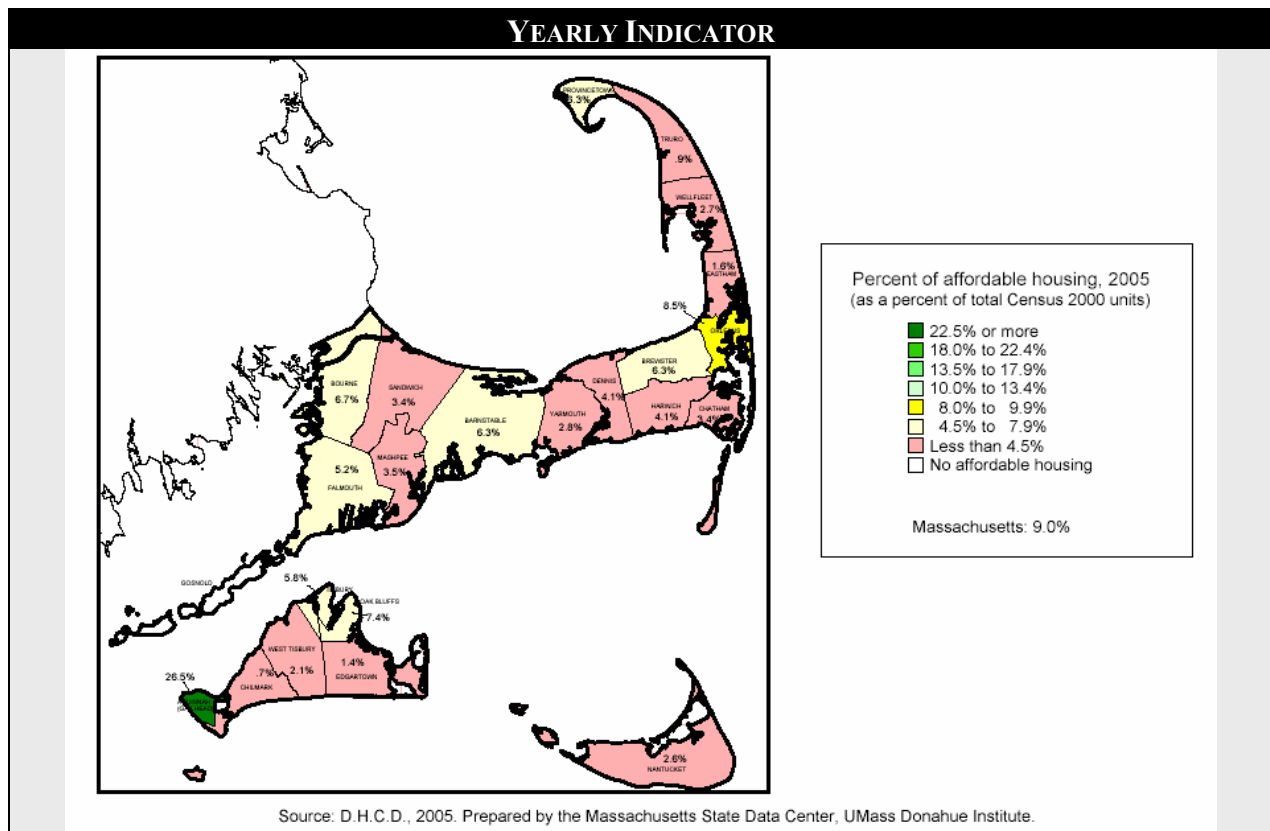 YEARLY INDICATOR
PROVINCETOWN
TRURO
.9%
WELLFLEET
2.7%
1.6%
EASTHAM
8.5%
BREWSTER
6.3%
BOURNE
6.7%
SANDWICH
3.4%
DENNIS
4.1%
HARWICH
4.1%
CHATHAM
3.4%
YARMOUTH
2.8%
BARNSTABLE
6.3%
MASHPEE
3.5%
5.2%
FALMOUTH
GOSNOLD
5.8%
OAK BLUFFS
7.4%
WEST TISBURY
2.1%
1.4%
EDGARTOWN
.7%
CHILMARK
26.5%
2.6%
NANTUCKET
Percent of affordable housing, 2005
(as a percent of total Census 2000 units)
22.5% or more
18.0% to 22.4%
13.5% to 17.9%
10.0% to 13.4%
8.0% to 9.9%
4.5% to 7.9%
Less than 4.5%
No affordable housing
Massachusetts: 9.0%
Source: D.H.C.D., 2005. Prepared by the Massachusetts State Data Center, UMass Donahue Institute.